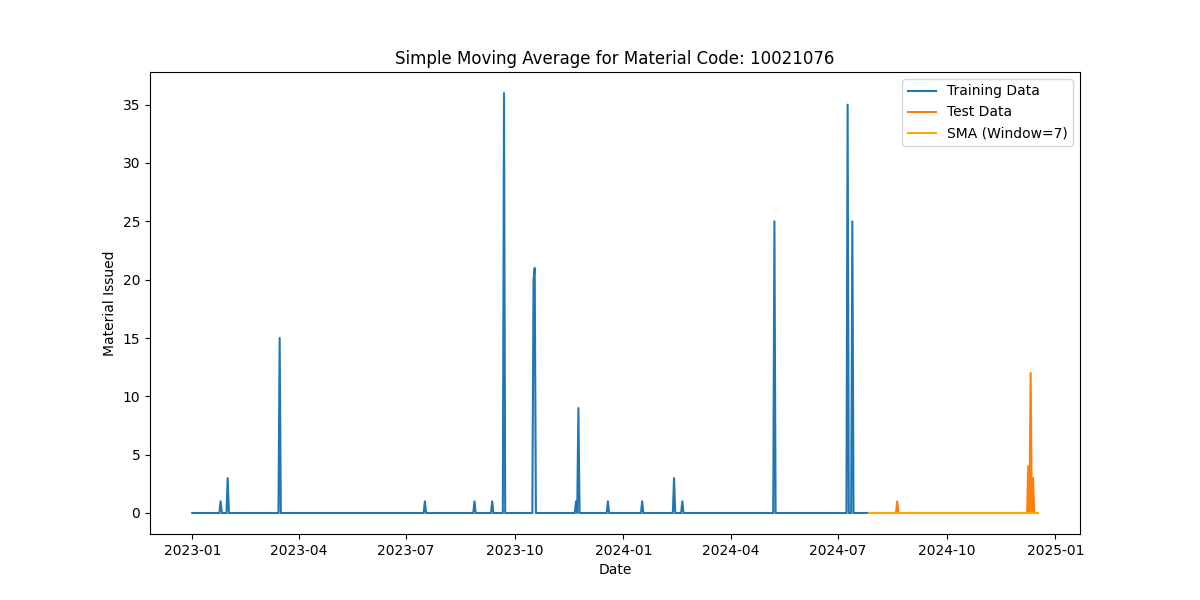 Simple Moving Average for Material Code: 10021076
Training Data
Test Data
SMA (Window=7)
Material Issued
35
30
25
20
15
10
5
0
2023-01 2023-04 2023-07 2023-10 2024-01 2024-04 2024-07 2024-10 2025-01
Date